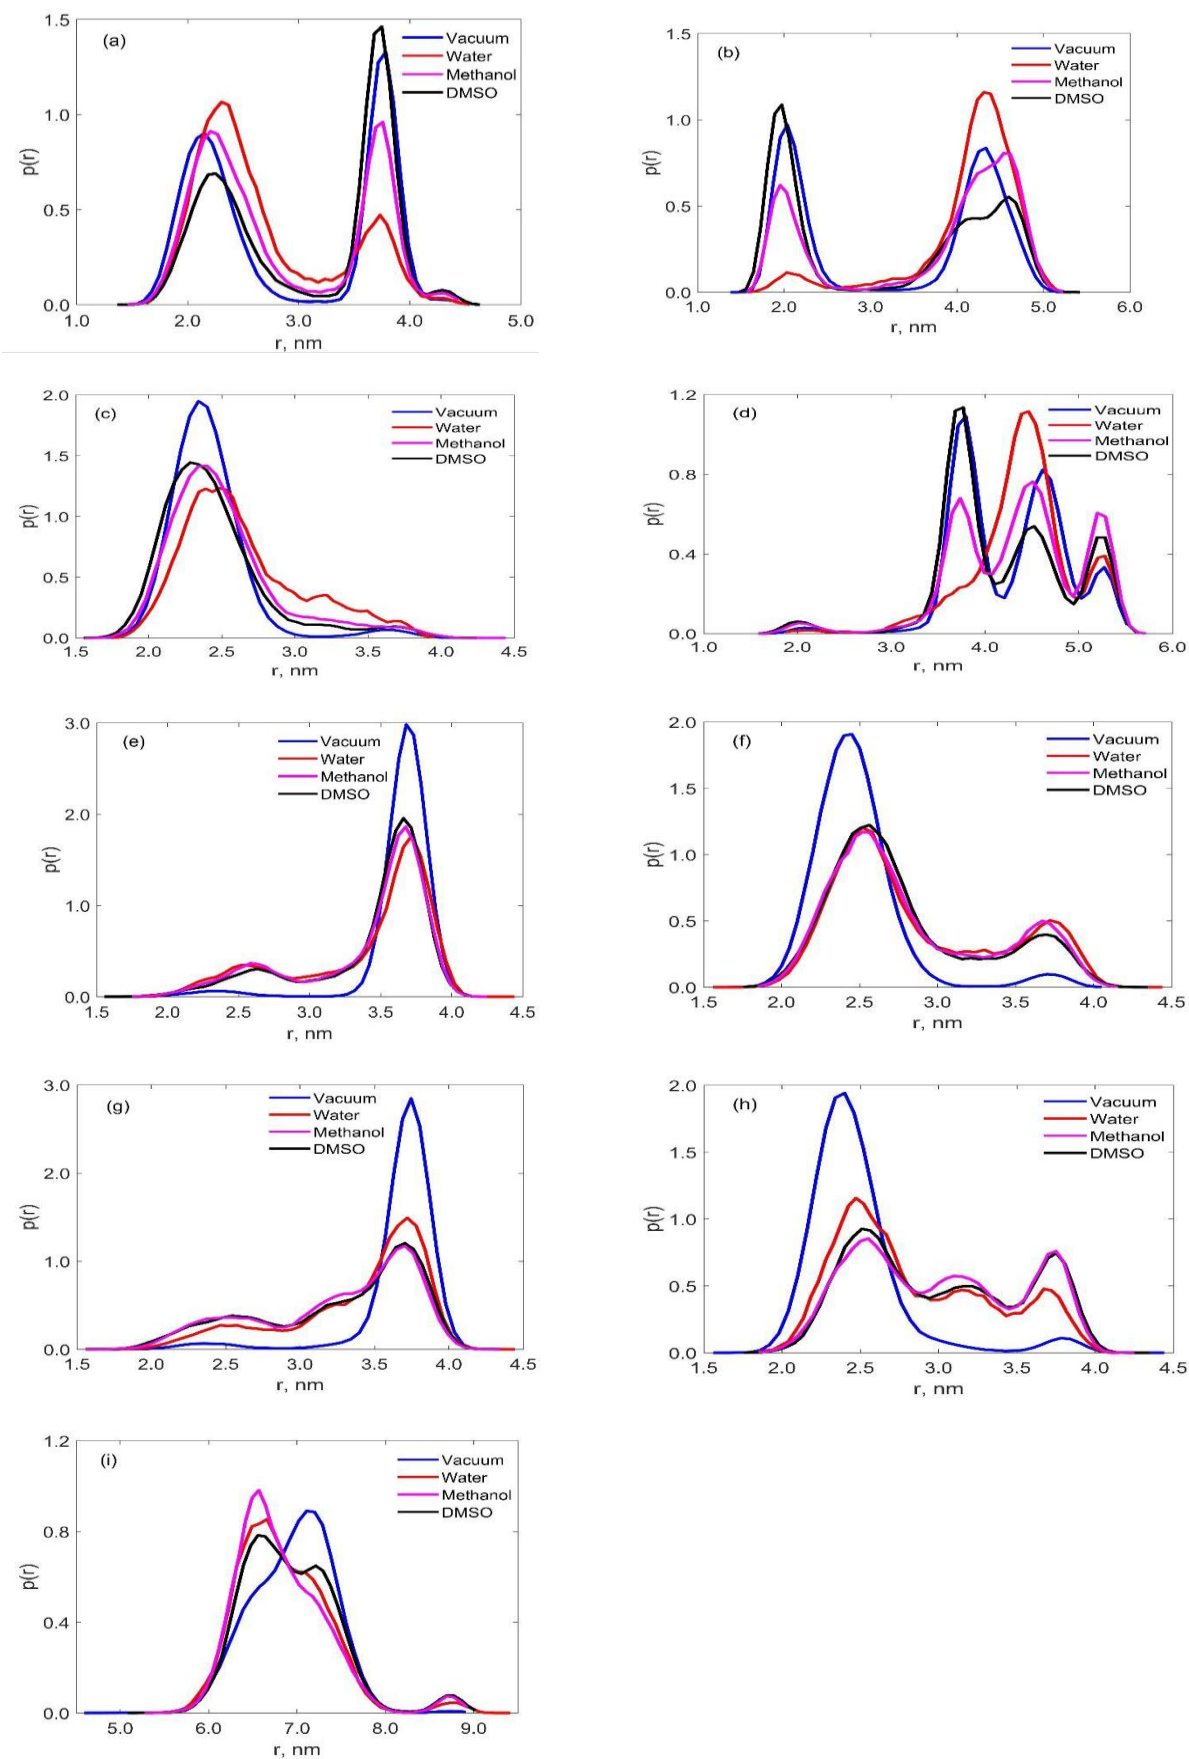 (a)
Vacuum
Water
Methanol
DMSO
1.5
1.0
0.5
0.0
p(r)
1.0 2.0 3.0 4.0 5.0
r, nm
(b)
Vacuum
Water
Methanol
DMSO
1.5
1.0
0.5
0.0
p(r)
1.0 2.0 3.0 4.0 5.0 6.0
r, nm
(c)
Vacuum
Water
Methanol
DMSO
2.0
1.5
1.0
0.5
0.0
p(r)
1.5 2.0 2.5 3.0 3.5 4.0 4.5
r, nm
(d)
Vacuum
Water
Methanol
DMSO
1.2
0.8
0.4
0.0
p(r)
1.0 2.0 3.0 4.0 5.0 6.0
r, nm
(e)
Vacuum
Water
Methanol
DMSO
3.0
2.0
1.0
0.0
p(r)
1.5 2.0 2.5 3.0 3.5 4.0 4.5
r, nm
(f)
Vacuum
Water
Methanol
DMSO
2.0
1.5
1.0
0.5
0.0
p(r)
1.5 2.0 2.5 3.0 3.5 4.0 4.5
r, nm
(g)
Vacuum
Water
Methanol
DMSO
3.0
2.0
1.0
0.0
p(r)
1.5 2.0 2.5 3.0 3.5 4.0 4.5
r, nm
(h)
Vacuum
Water
Methanol
DMSO
2.0
1.5
1.0
0.5
0.0
p(r)
1.5 2.0 2.5 3.0 3.5 4.0 4.5
r, nm
(i)
Vacuum
Water
Methanol
DMSO
1.2
0.8
0.4
0.0
p(r)
5.0 6.0 7.0 8.0 9.0
r, nm